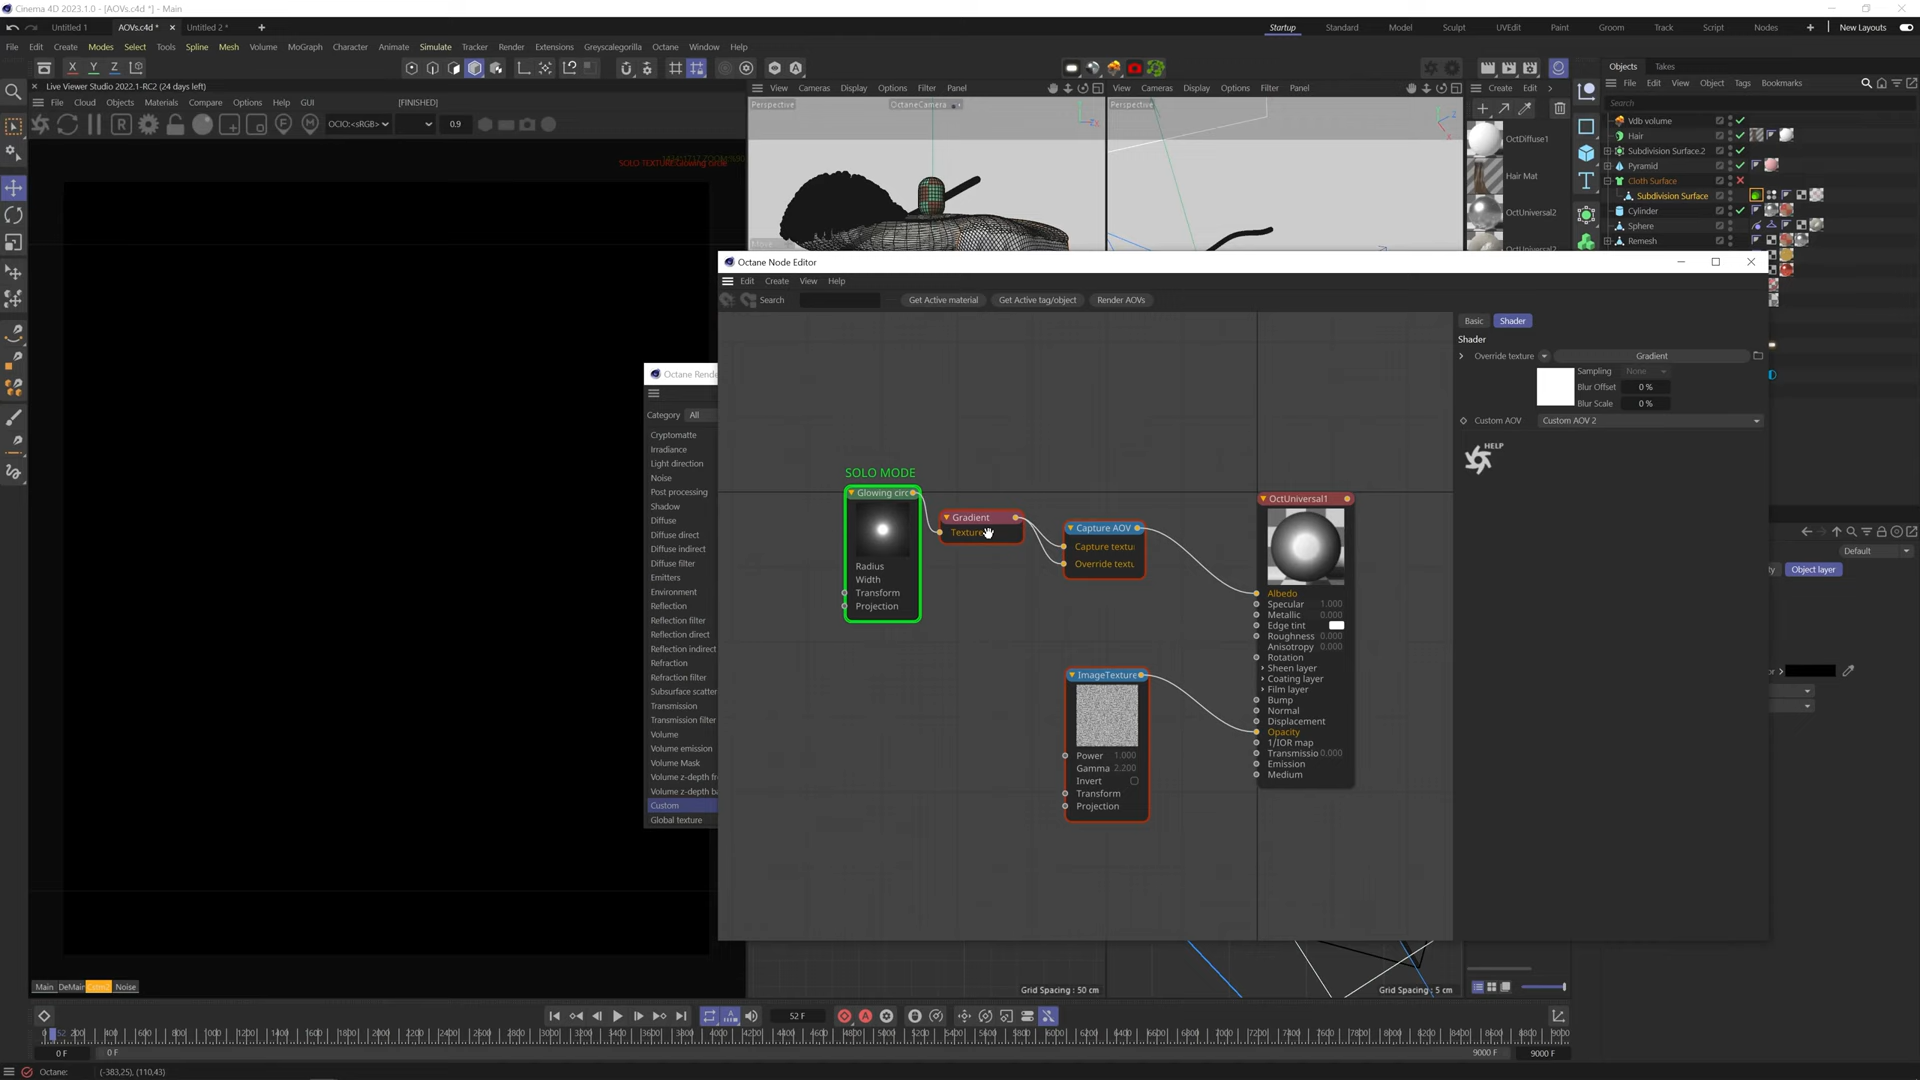 Cinema 4D 2023.1.0 - [AOVs.c4d *] - Main
Untitled 1
AOVs.c4d *
Untitled 2 *
Startup
Standard
Model
Sculpt
UVEdit
Paint
Groom
Track
Script
Nodes
New Layouts
File Edit Create Modes Select Tools Spline Mesh Volume MoGraph Character Animate Simulate Tracker Render Extensions Greyscalegorilla Octane Window Help
Objects Takes
Live Viewer Studio 2022.1-RC2 (24 days left)
File Cloud Objects Materials Compare Options Help GUI
[FINISHED]
OCIO:<sRGB>
0.9
SOLO-TEXTURE:Glowing circle
View Cameras Display Options Filter Panel
Perspective
OctaneCamera
View Cameras Display Options Filter Panel
Perspective
Create Edit
OctDiffuse1
Hair Mat
OctUniversal2
File Edit View Object Tags Bookmarks
Search
Vdb volume
Hair
Subdivision Surface.2
Pyramid
Cloth Surface
Subdivision Surface
Cylinder
Sphere
Remesh
Octane Node Editor
Edit Create View Help
Search
Get Active material
Get Active tag/object
Render AOVs
Basic
Shader
Shader
Override texture
Gradient
Sampling None
Blur Offset 0 %
Blur Scale 0 %
Custom AOV
Custom AOV 2
HELP
SOLO MODE
Glowing circ
Radius
Width
Transform
Projection
Gradient
Texture
Capture AOV
Capture textu
Override textu
ImageTexture
Power 1.000
Gamma 2.200
Invert
Transform
Projection
OctUniversal1
Albedo
Specular 1.000
Metallic 0.000
Edge tint
Roughness 0.000
Anisotropy 0.000
Rotation
Sheen layer
Coating layer
Film layer
Bump
Normal
Displacement
Opacity
1/IOR map
Transmissio 0.000
Emission
Medium
Octane Rende
Category All
Cryptomatte
Irradiance
Light direction
Noise
Post processing
Shadow
Diffuse
Diffuse direct
Diffuse indirect
Diffuse filter
Emitters
Environment
Reflection
Reflection filter
Reflection direct
Reflection indirect
Reflection
Refraction
Refraction filter
Subsurface scatter
Transmission
Transmission filter
Volume
Volume emission
Volume Mask
Volume z-depth fr
Volume z-depth ba
Custom
Global texture
Default
Object layer
Main DeMain Noise
Grid Spacing : 50 cm
Grid Spacing : 5 cm
52 F
0 F
0 F
9000 F
9000 F
Octane:
(-383,25), (110,43)